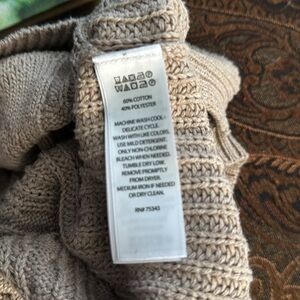 60% COTTON
40% POLYESTER
MACHINE WASH COOL -
DELICATE CYCLE.
WASH WITH LIKE COLORS.
USE MILD DETERGENT.
ONLY NON-CHLORINE
BLEACH WHEN NEEDED.
TUMBLE DRY LOW.
REMOVE PROMPTLY
FROM DRYER.
MEDIUM IRON IF NEEDED
OR DRY CLEAN.
RN# 75343